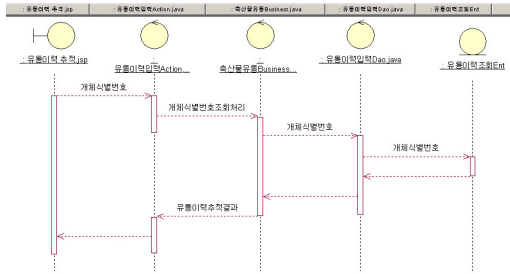 : 유통이력 추적.jsp
: 유통이력입력Action.java
: 축산물유통Business.java
: 유통이력입력Dao.java
: 유통이력조회Ent
: 유통이력 추적.jsp
:
유통이력입력Action...
:
축산물유통Business...
: 유통이력입력Dao.java
: 유통이력조회Ent
개체식별번호
개체식별번호조회처리
개체식별번호
개체식별번호
유통이력추적결과